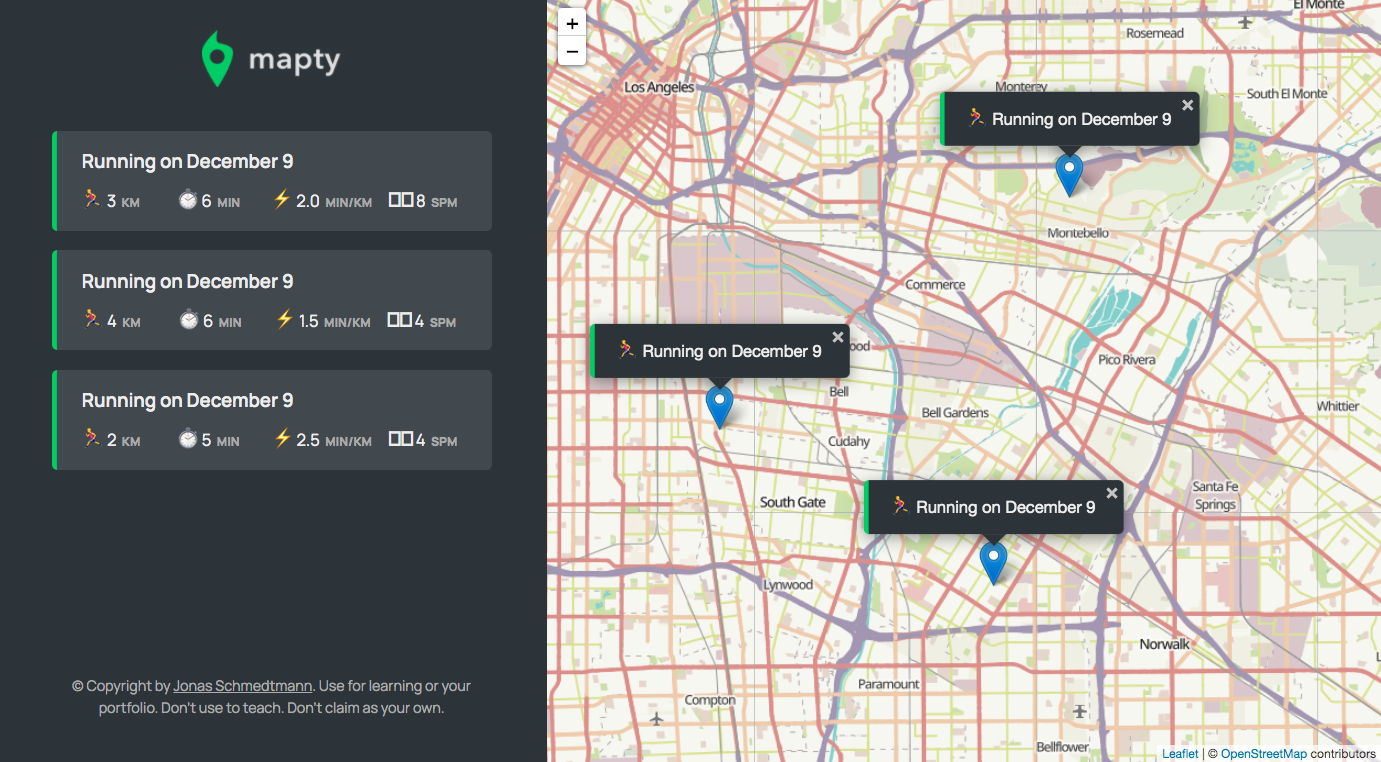 mapty
Running on December 9
3 KM 6 MIN 2.0 MIN/KM 8 SPM
Running on December 9
4 KM 6 MIN 1.5 MIN/KM 4 SPM
Running on December 9
2 KM 5 MIN 2.5 MIN/KM 4 SPM
© Copyright by Jonas Schmedtmann. Use for learning or your
portfolio. Don't use to teach. Don't claim as your own.
+
−
El Monte
Rosemead
Los Angeles
Monterey
South El Monte
Running on December 9
Montebello
Commerce
Running on December 9
ood
Pico Rivera
Bell
Bell Gardens
Whittier
Cudahy
South Gate
Santa Fe
Springs
Running on December 9
Lynwood
Norwalk
Paramount
Compton
Bellflower
Leaflet | © OpenStreetMap contributors